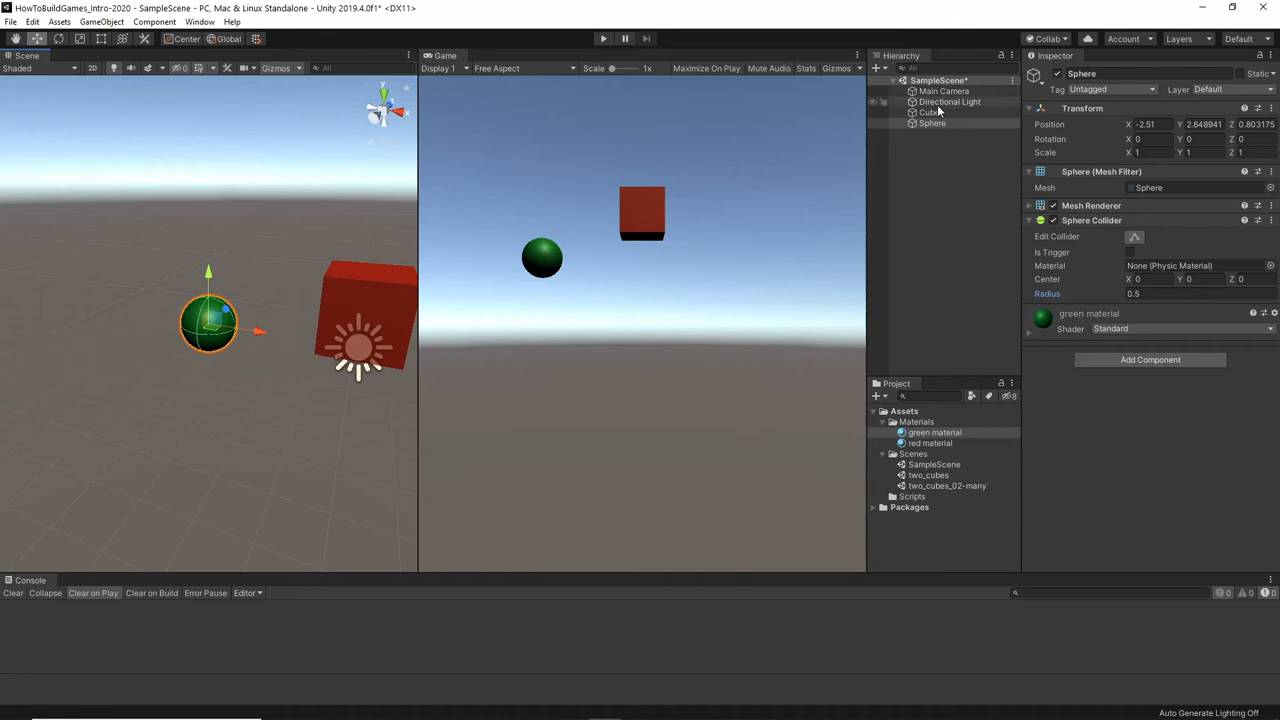 HowToBuildGames_Intro-2020 - SampleScene - PC, Mac & Linux Standalone - Unity 2019.4.0f1* <DX11>
File Edit Assets GameObject Component Window Help
Center Global Collab Account Layers Default
Scene
Shaded 2D 0 Gizmos All
y
x
Game
Display 1 Free Aspect Scale 1x Maximize On Play Mute Audio Stats Gizmos
Hierarchy
All
SampleScene*
Main Camera
Directional Light
Cube
Sphere
Project
8
Assets
Materials
green material
red material
Scenes
SampleScene
two_cubes
two_cubes_02-many
Scripts
Packages
Inspector
Sphere Static
Tag Untagged Layer Default
Transform
Position X -2.51 Y 2.648941 Z 0.803175
Rotation X 0 Y 0 Z 0
Scale X 1 Y 1 Z 1
Sphere (Mesh Filter)
Mesh Sphere
Mesh Renderer
Sphere Collider
Edit Collider
Is Trigger
Material None (Physic Material)
Center X 0 Y 0 Z 0
Radius 0.5
green material
Shader Standard
Add Component
Console
Clear Collapse Clear on Play Clear on Build Error Pause Editor 0 0 0
Auto Generate Lighting Off